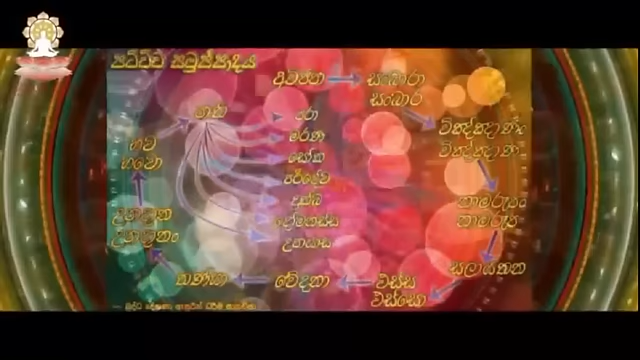 පටිච්ච සමුප්පාදය
අවිජ්ජා
සංඛාරා
සංඛාර
විඤ්ඤාණං
විඤ්ඤාණ
නාමරූපං
නාමරූප
සලායතන
ඵස්ස
ඵස්සො
වේදනා
තණ්හා
උපාදාන
උපාදානං
භව
භවො
ජාති
ජරා
මරණ
සෝක
පරිදේව
දුක්ඛ
දෝමනස්ස
උපායාස